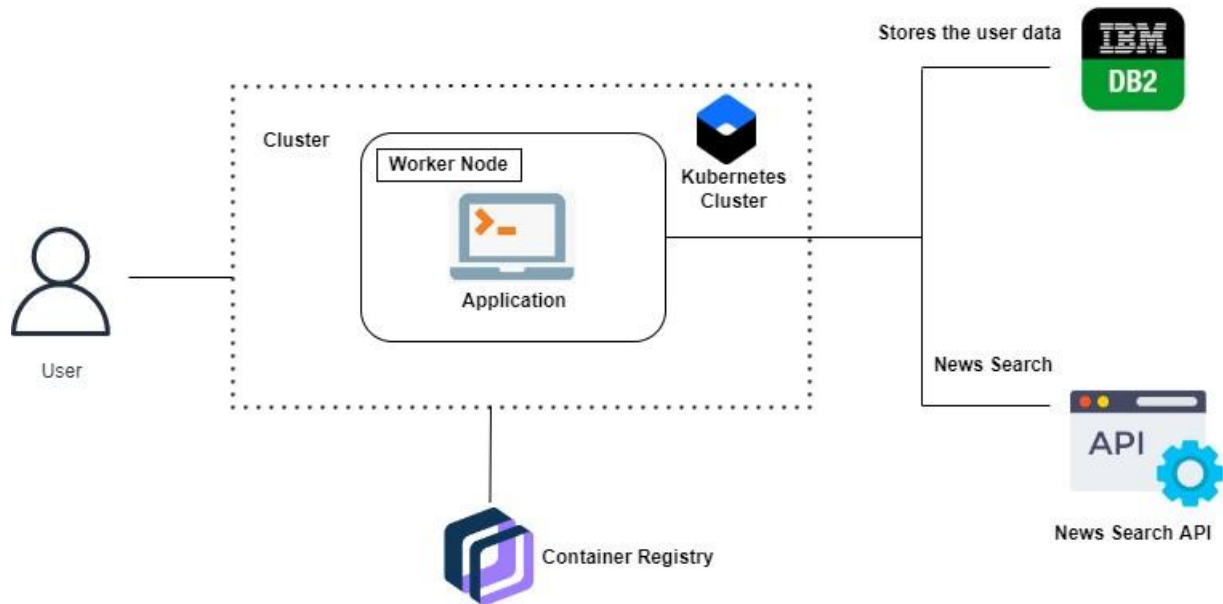 Stores the user data
IBM
DB2
Cluster
Worker Node
Kubernetes
Cluster
Application
User
News Search
API
News Search API
Container Registry